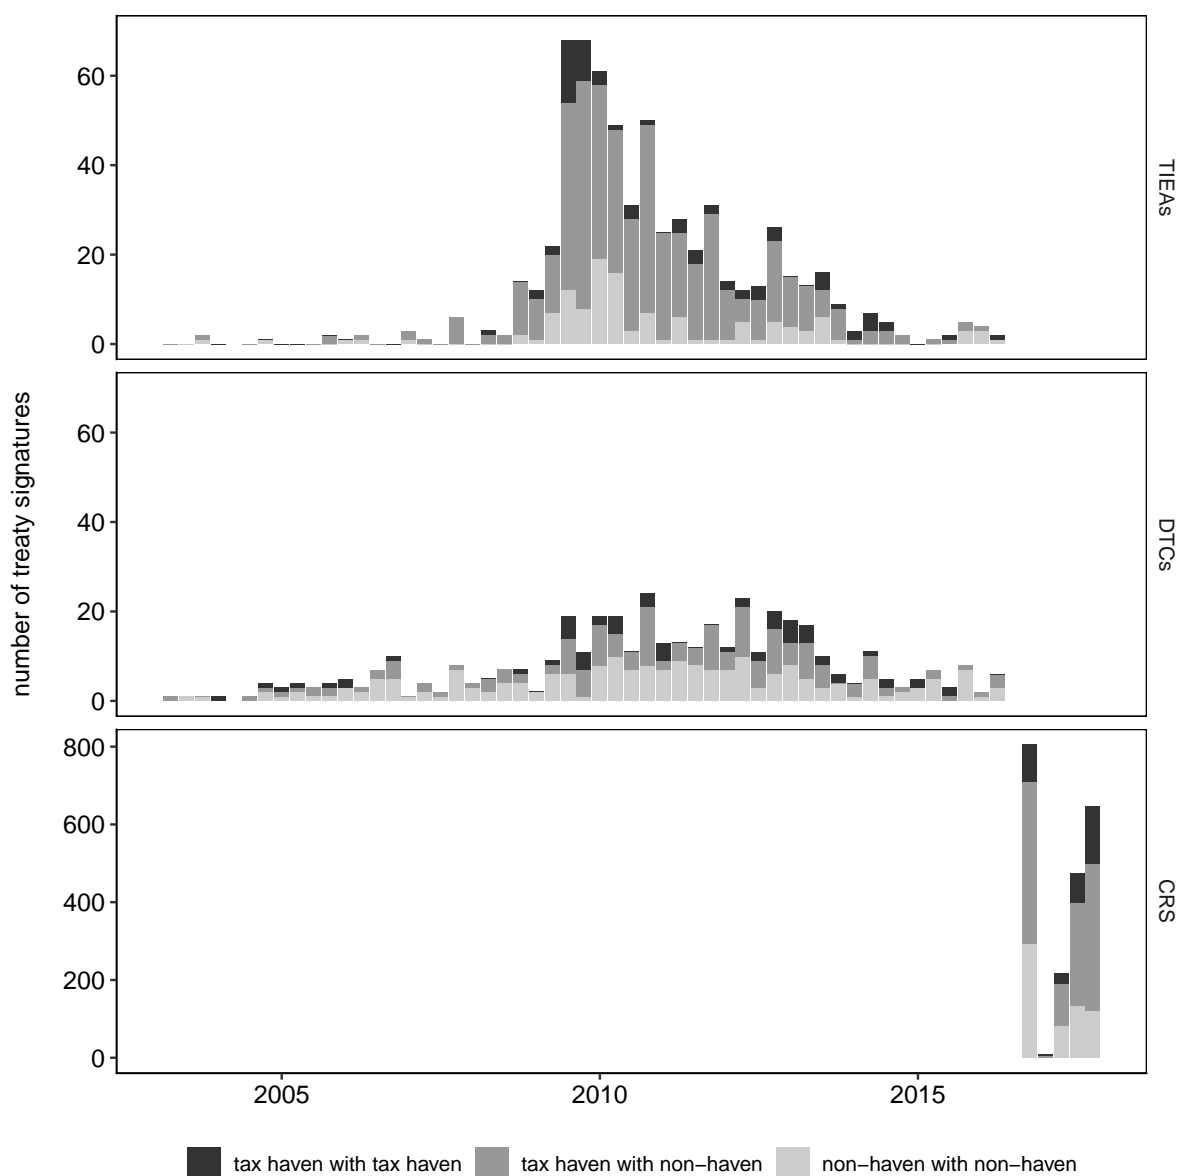 60
40
20
0
TIEAs
60
40
20
0
DTCs
number of treaty signatures
800
600
400
200
0
CRS
2005 2010 2015
tax haven with tax haven tax haven with non−haven non−haven with non−haven